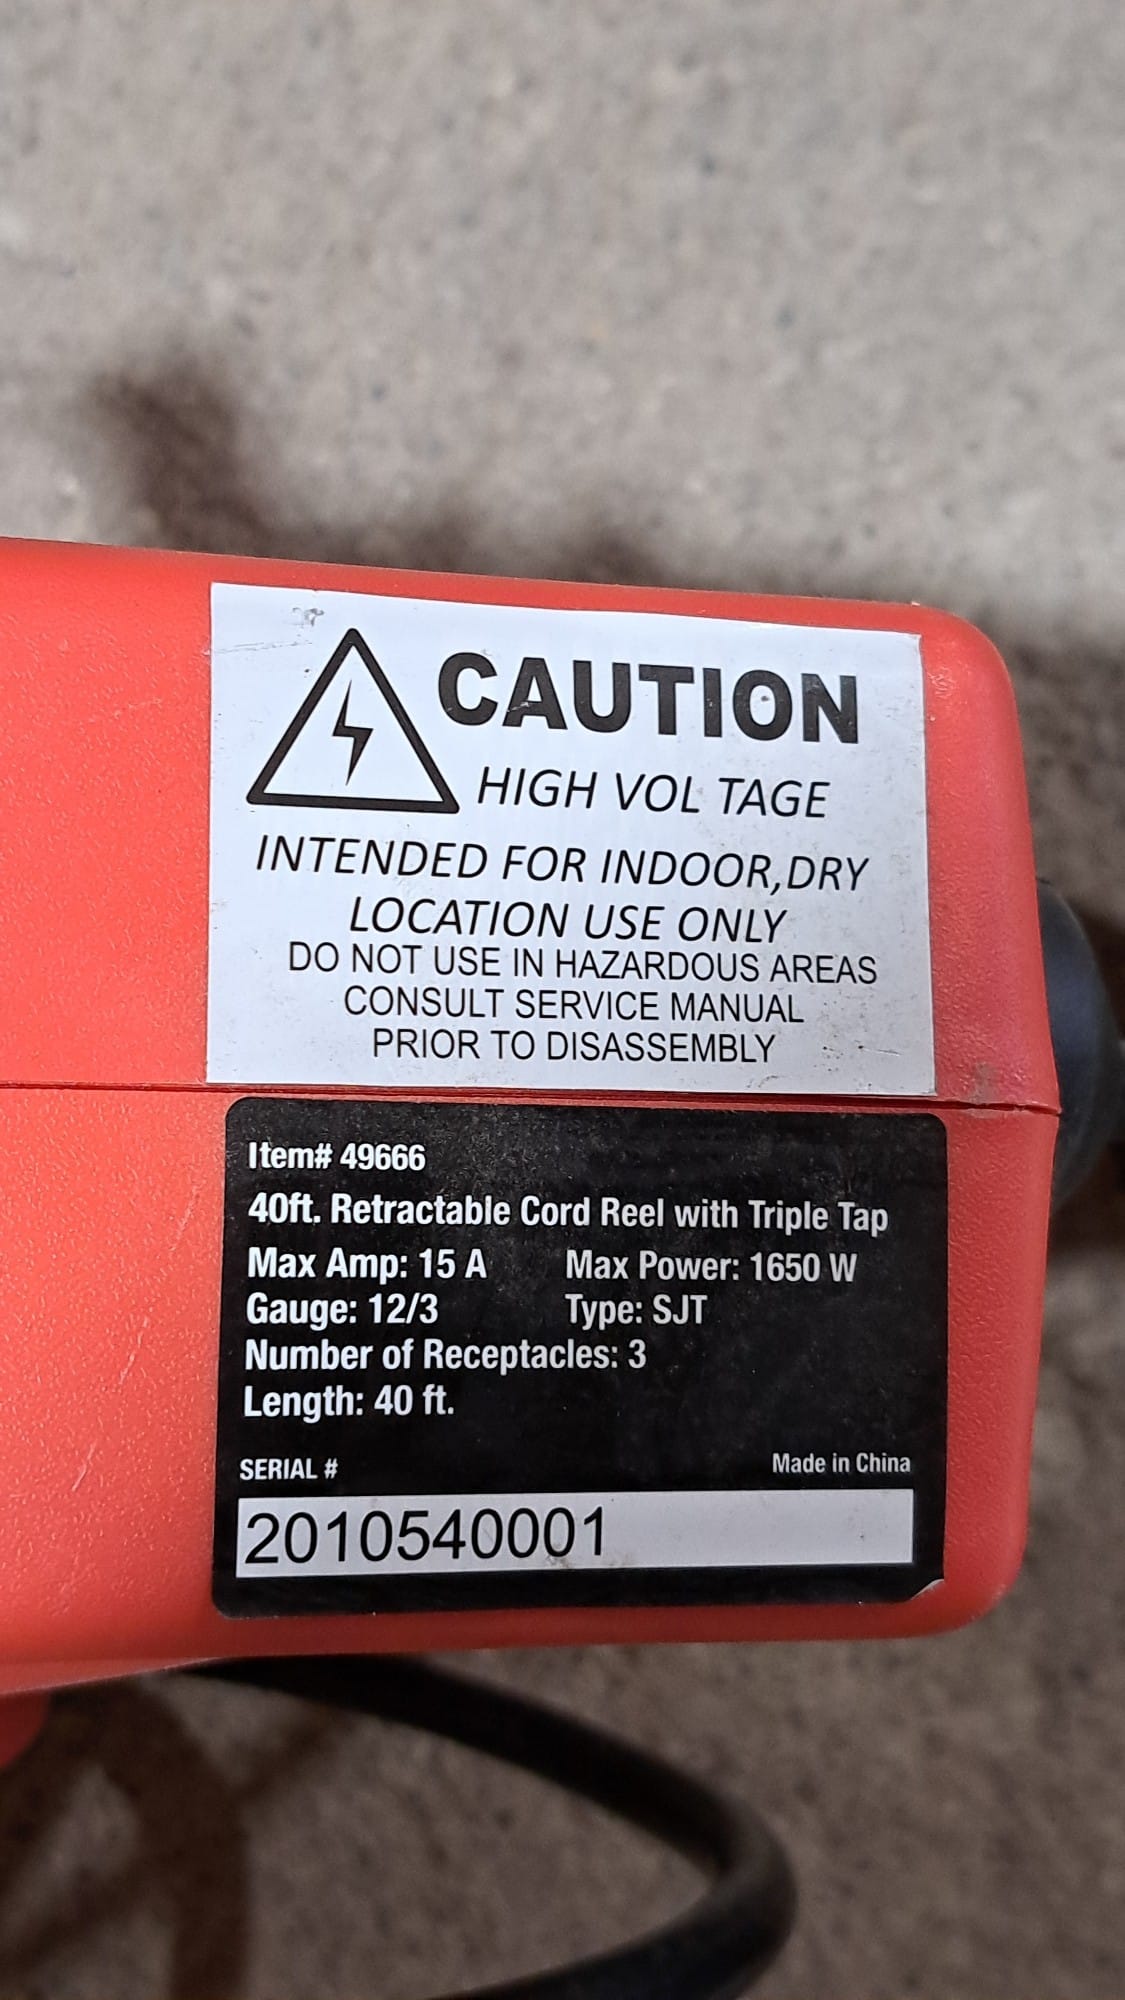 CAUTION
HIGH VOL TAGE
INTENDED FOR INDOOR,DRY
LOCATION USE ONLY
DO NOT USE IN HAZARDOUS AREAS
CONSULT SERVICE MANUAL
PRIOR TO DISASSEMBLY
Item# 49666
40ft. Retractable Cord Reel with Triple Tap
Max Amp: 15 A Max Power: 1650 W
Gauge: 12/3 Type: SJT
Number of Receptacles: 3
Length: 40 ft.
SERIAL # Made in China
2010540001